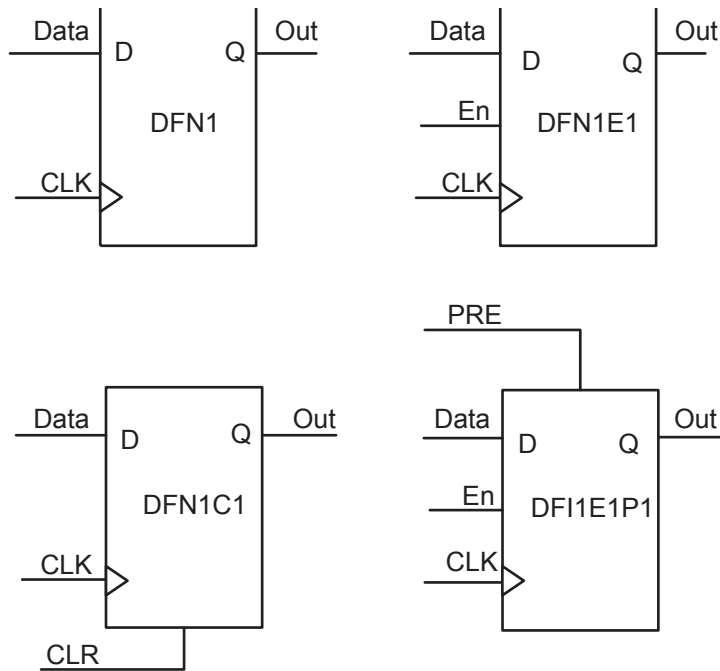 Data
D
Q
Out
DFN1
CLK
Data
D
Q
Out
En
DFN1E1
CLK
Data
D
Q
Out
DFN1C1
CLK
CLR
PRE
Data
D
Q
Out
En
DFI1E1P1
CLK